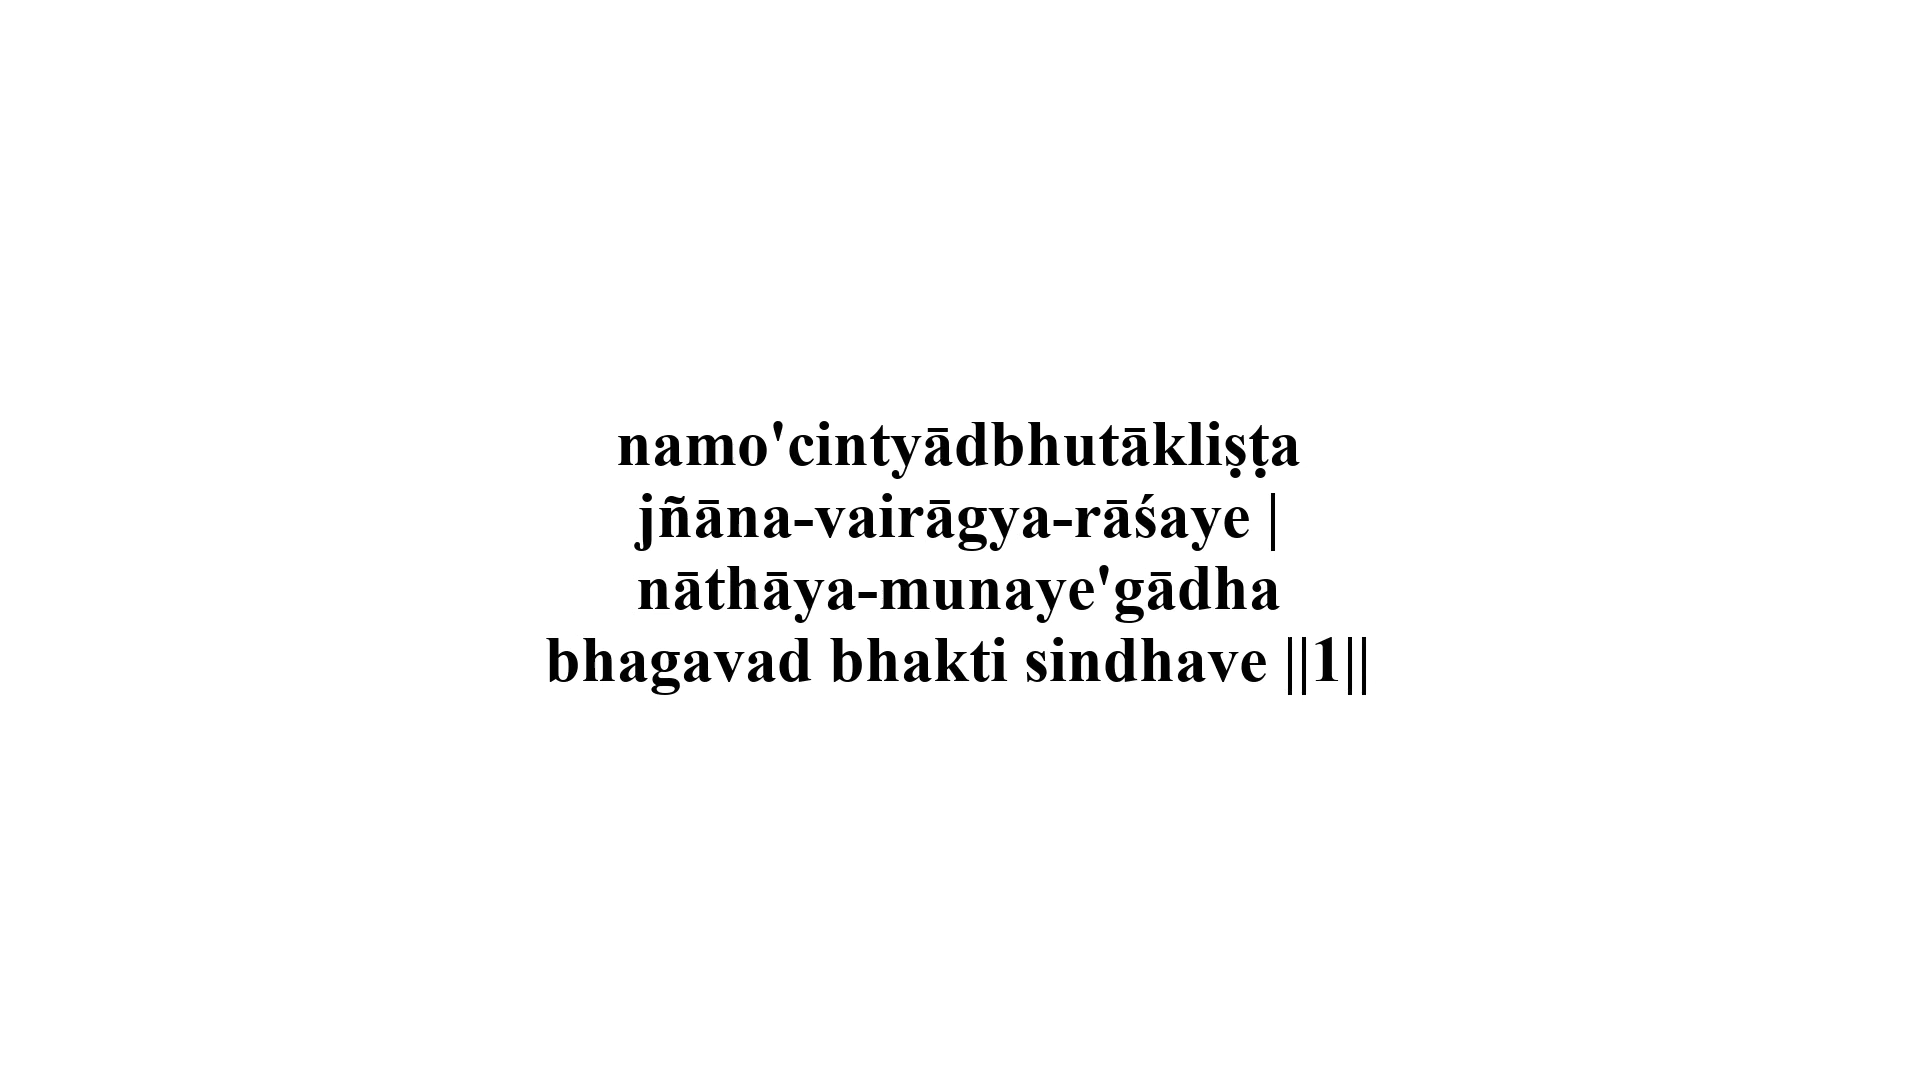 namo'cintyādbhutākliṣṭa
jñāna-vairāgya-rāśaye |
nāthāya-munaye'gādha
bhagavad bhakti sindhave ||1||